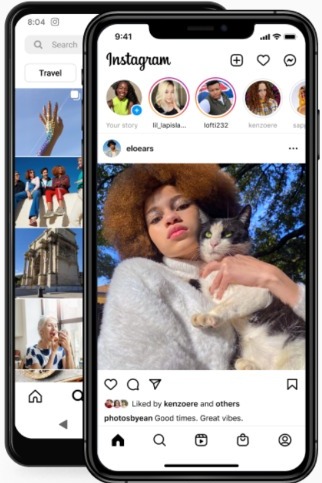 8:04
Search
Travel
9:41
Instagram
Your story
lil_lapisla...
lofti232
kenzoere
eloears
Liked by kenzoere and others
photosbyean Good times. Great vibes.